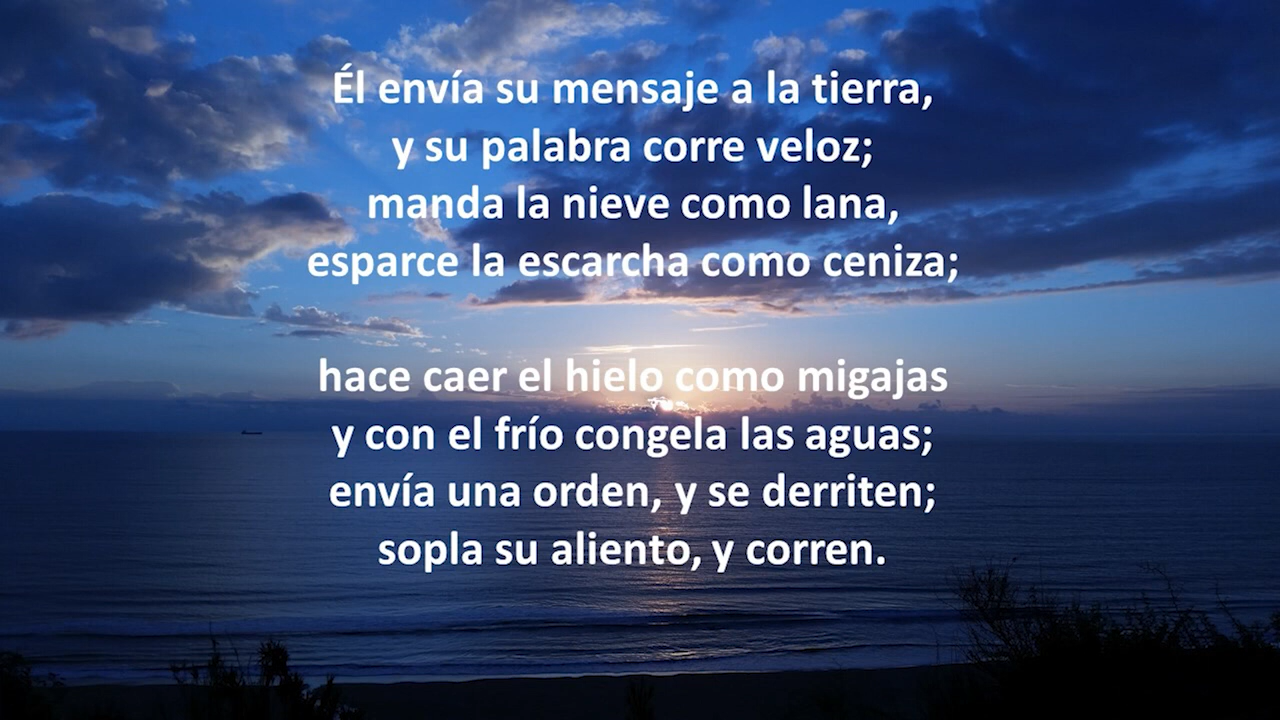 Él envía su mensaje a la tierra,
y su palabra corre veloz;
manda la nieve como lana,
esparce la escarcha como ceniza;
hace caer el hielo como migajas
y con el frío congela las aguas;
envía una orden, y se derriten;
sopla su aliento, y corren.